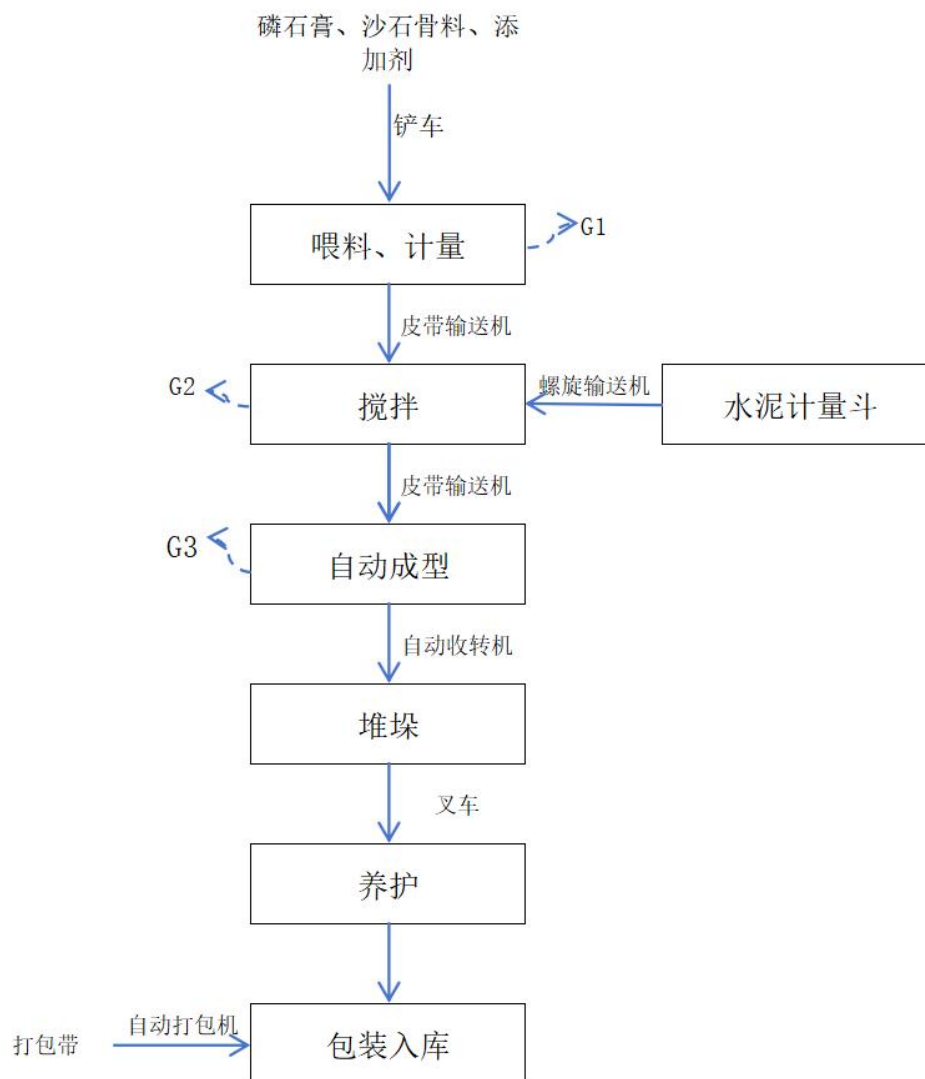 磷石膏、沙石骨料、添
加剂
铲车
喂料、计量
G1
皮带输送机
G2
搅拌
螺旋输送机
水泥计量斗
皮带输送机
G3
自动成型
自动收转机
堆垛
叉车
养护
打包带
自动打包机
包装入库